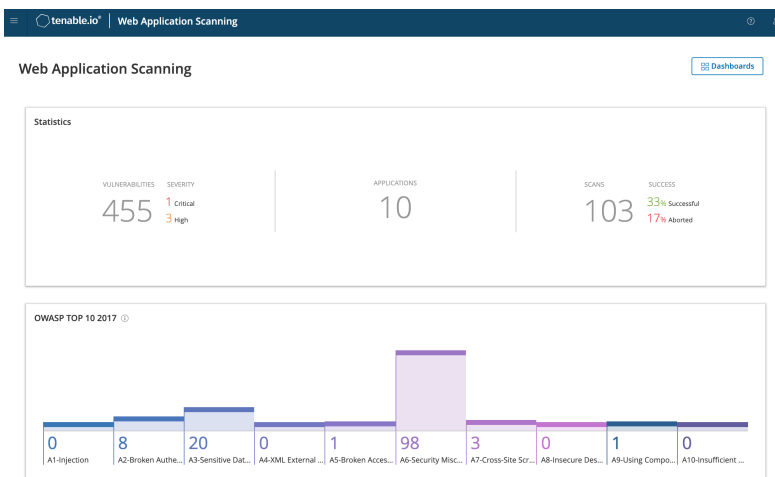 tenable.io® Web Application Scanning
Web Application Scanning
Dashboards
Statistics
VULNERABILITIES SEVERITY
455 1 Critical
3 High
APPLICATIONS
10
SCANS SUCCESS
103 33% Successful
17% Aborted
OWASP TOP 10 2017
0 8 20 0 1 98 3 0 1 0
A1-Injection A2-Broken Authe... A3-Sensitive Dat... A4-XML External ... A5-Broken Acces... A6-Security Misc... A7-Cross-Site Scr... A8-Insecure Des... A9-Using Compo... A10-Insufficient ...